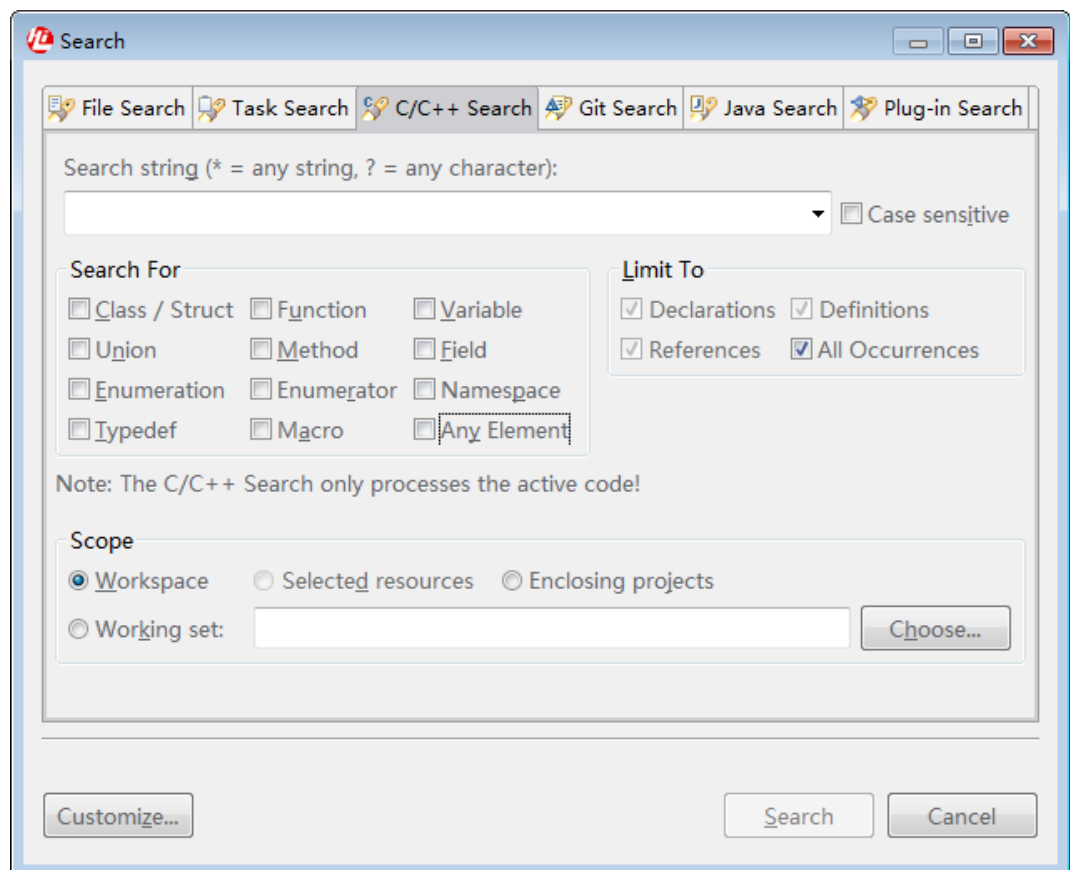 Search
File Search Task Search C/C++ Search Git Search Java Search Plug-in Search
Search string (* = any string, ? = any character):
Case sensitive
Search For
Class / Struct Function Variable
Union Method Field
Enumeration Enumerator Namespace
Typedef Macro Any Element
Limit To
Declarations Definitions
References All Occurrences
Note: The C/C++ Search only processes the active code!
Scope
Workspace Selected resources Enclosing projects
Working set: Choose...
Customize... Search Cancel